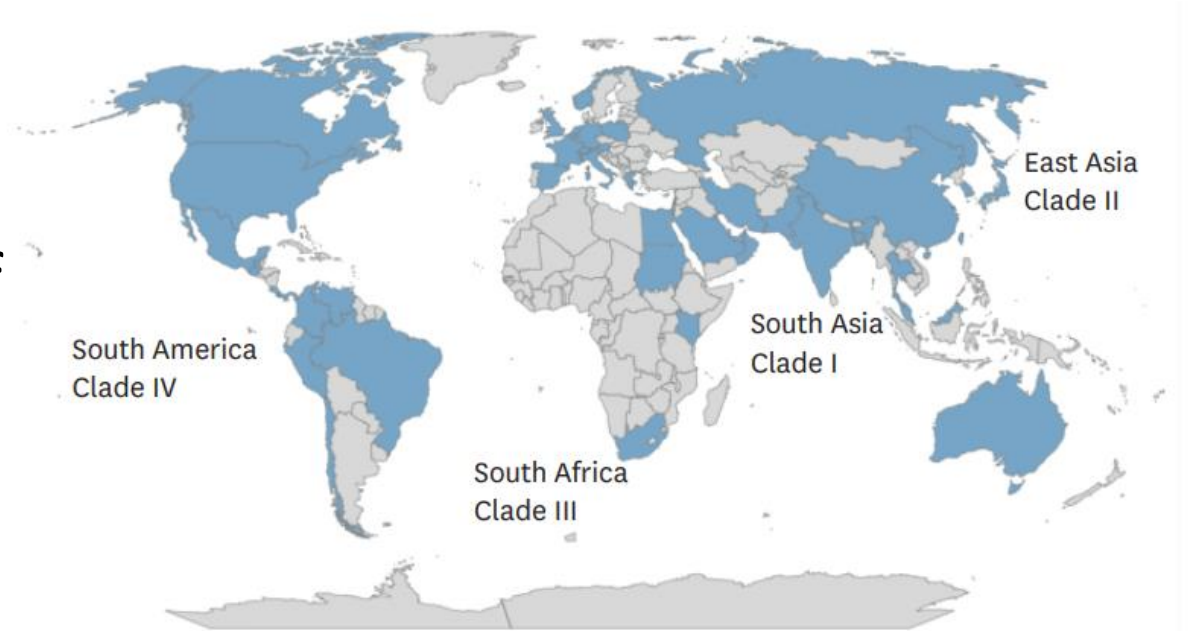 East Asia
Clade II
South Asia
Clade I
South America
Clade IV
South Africa
Clade III